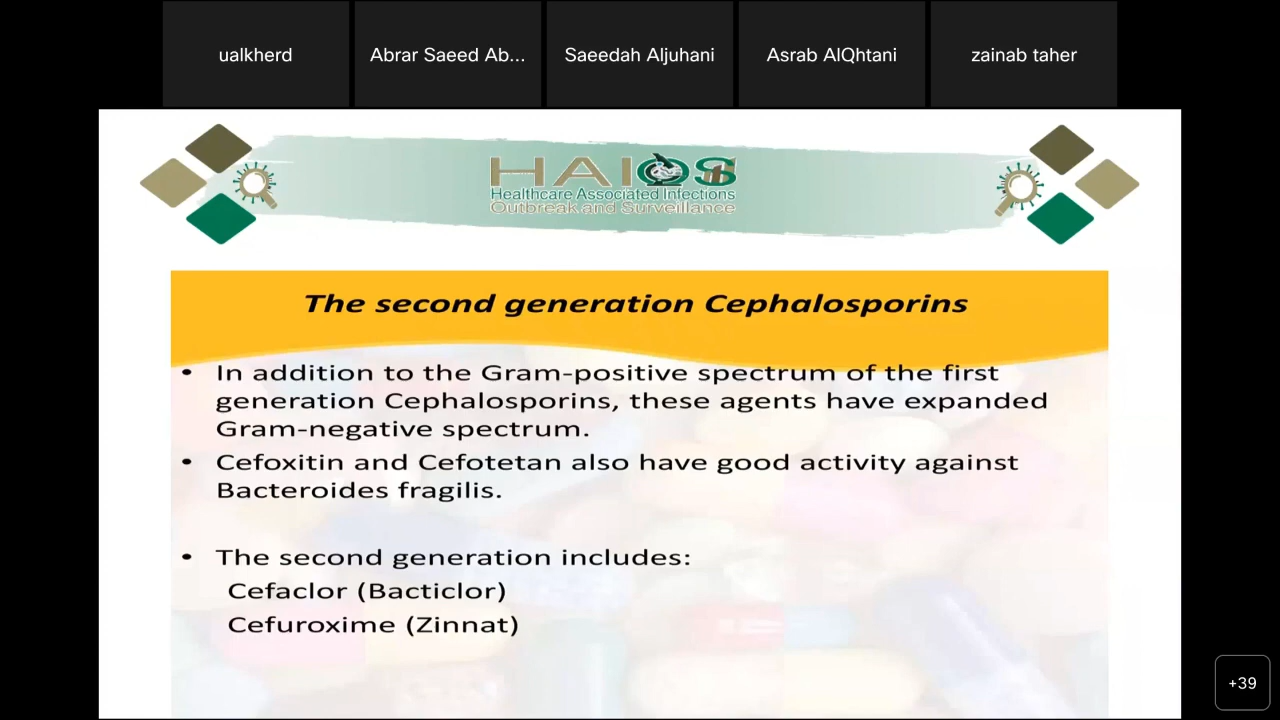 ualkherd
Abrar Saeed Ab...
Saeedah Aljuhani
Asrab AlQhtani
zainab taher
HAIOS
Healthcare Associated Infections
Outbreak and Surveillance
The second generation Cephalosporins
• In addition to the Gram-positive spectrum of the first
generation Cephalosporins, these agents have expanded
Gram-negative spectrum.
• Cefoxitin and Cefotetan also have good activity against
Bacteroides fragilis.
• The second generation includes:
Cefaclor (Bacticlor)
Cefuroxime (Zinnat)
+39